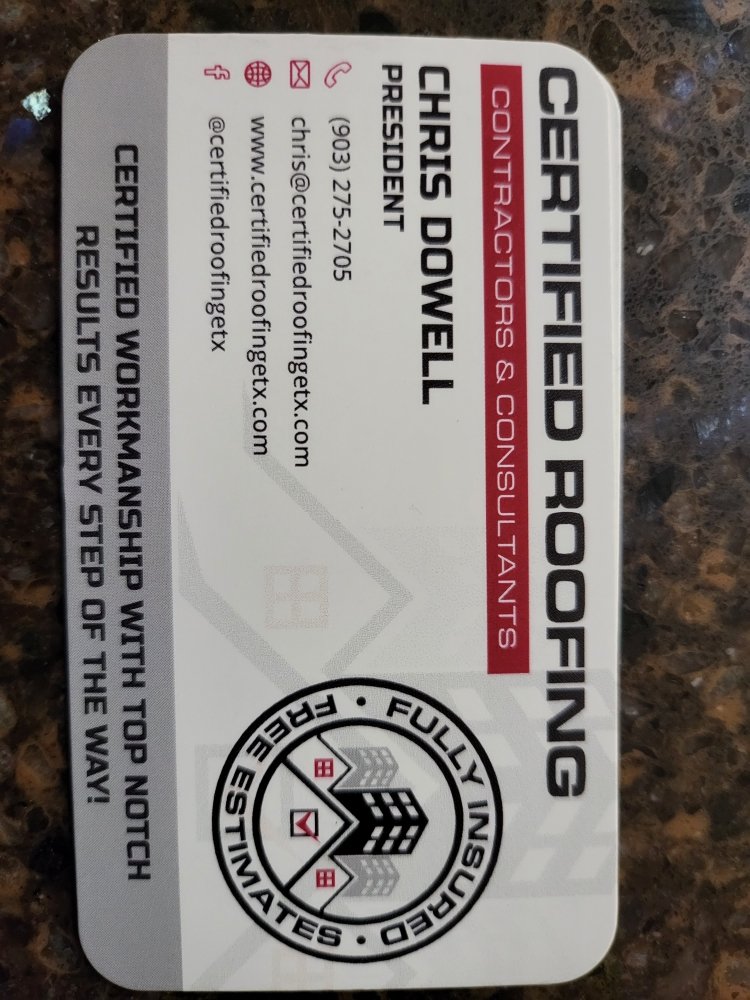 CERTIFIED ROOFING
CONTRACTORS & CONSULTANTS
CHRIS DOWELL
PRESIDENT
(903) 275-2705
chris@certifiedroofingetx.com
www.certifiedroofingetx.com
@certifiedroofingetx
FULLY INSURED •
FREE ESTIMATES •
CERTIFIED WORKMANSHIP WITH TOP NOTCH
RESULTS EVERY STEP OF THE WAY!